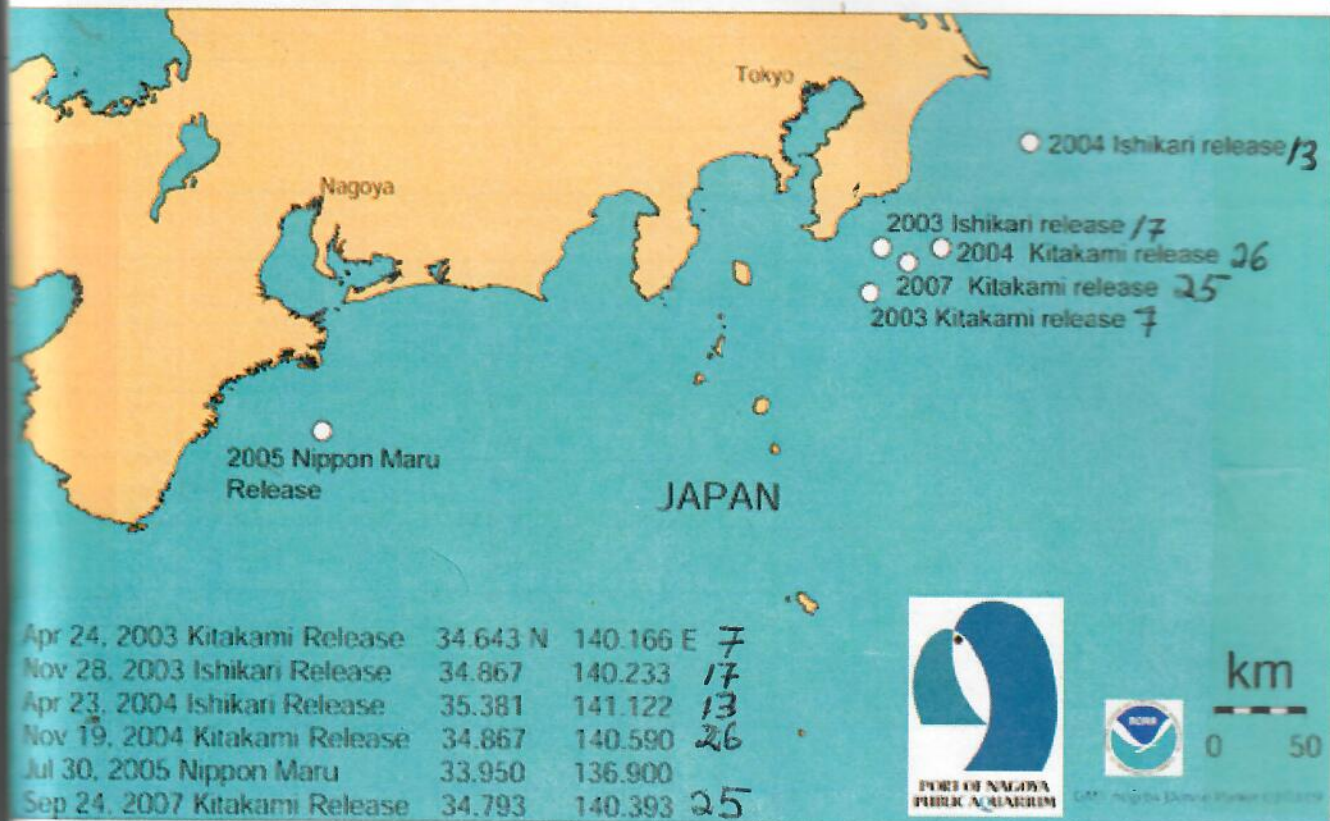 Tokyo
2004 Ishikari release 13
Nagoya
2003 Ishikari release 17
2004 Kitakami release 26
2007 Kitakami release 25
2003 Kitakami release 7
2005 Nippon Maru
Release
JAPAN
Apr 24, 2003 Kitakami Release 34.643 N 140.166 E 7
Nov 28, 2003 Ishikari Release 34.867 140.233 17
Apr 23, 2004 Ishikari Release 35.381 141.122 13
Nov 19, 2004 Kitakami Release 34.867 140.590 26
Jul 30, 2005 Nippon Maru 33.950 136.900
Sep 24, 2007 Kitakami Release 34.793 140.393 25
PORT OF NAGOYA
PUBLIC AQUARIUM
NOAA
km
0 50